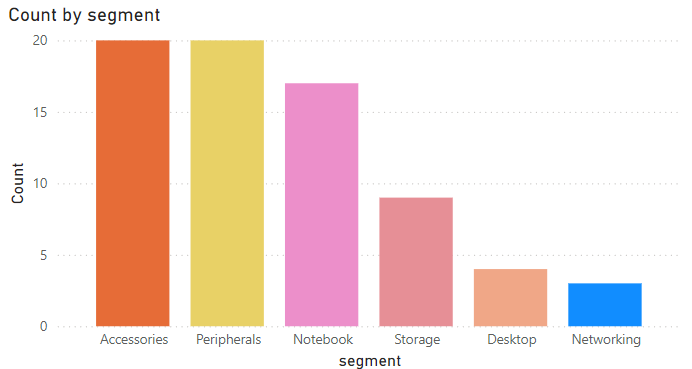 Count by segment
20
15
10
5
0
Count
Accessories Peripherals Notebook Storage Desktop Networking
segment